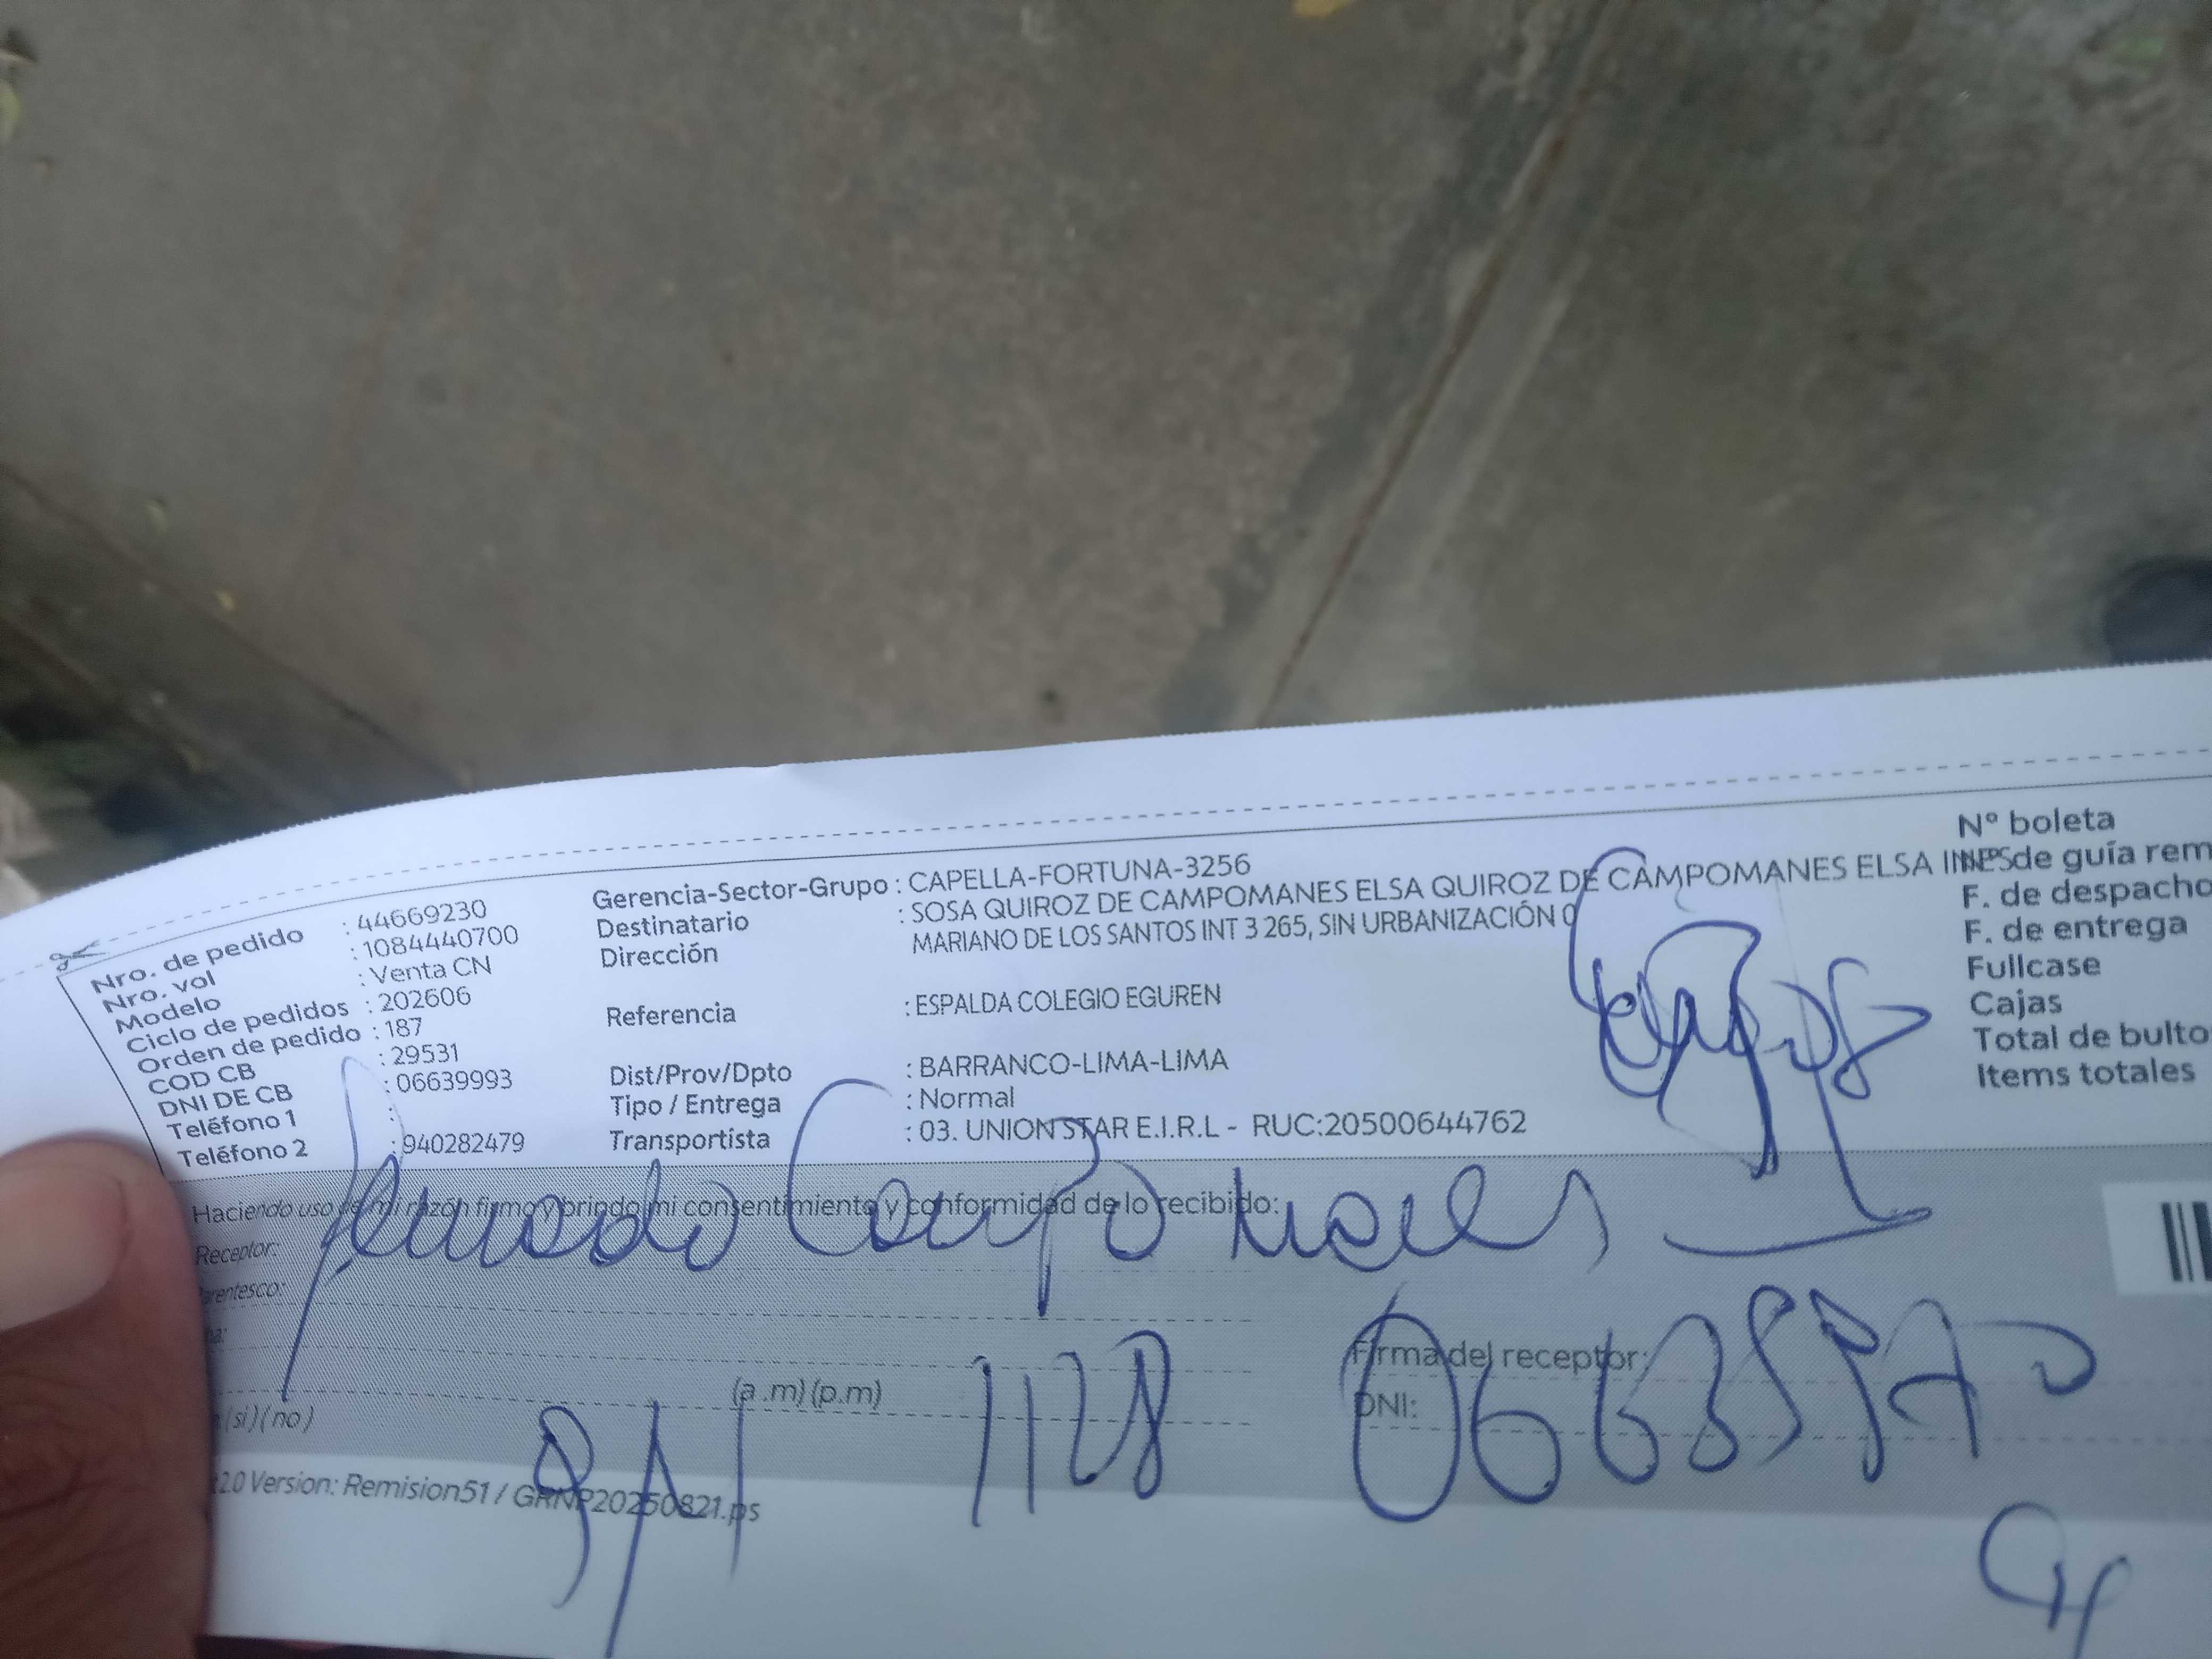 Nro. de pedido : 44669230
Nro. vol : 1084440700
Modelo : Venta CN
Ciclo de pedidos : 202606
Orden de pedido : 187
COD CB : 29531
DNI DE CB : 06639993
Teléfono 1 :
Teléfono 2 : 940282479
Gerencia-Sector-Grupo : CAPELLA-FORTUNA-3256
Destinatario : SOSA QUIROZ DE CAMPOMANES ELSA QUIROZ DE CAMPOMANES ELSA INES
Dirección MARIANO DE LOS SANTOS INT 3 265, SIN URBANIZACIÓN 0
Referencia : ESPALDA COLEGIO EGUREN
Dist/Prov/Dpto : BARRANCO-LIMA-LIMA
Tipo / Entrega : Normal
Transportista : 03. UNION STAR E.I.R.L - RUC:20500644762
N° boleta
N° de guía rem
F. de despacho
F. de entrega
Fullcase
Cajas
Total de bulto
Items totales
Haciendo uso de mi razón firmo y brindo mi consentimiento y conformidad de lo recibido:
Receptor:
Campomanes
arentesco:
(a .m) (p.m)
1128
Firma del receptor:
DNI:
(si) (no)
2.0 Version: Remision51 / GRNP20250821.ps